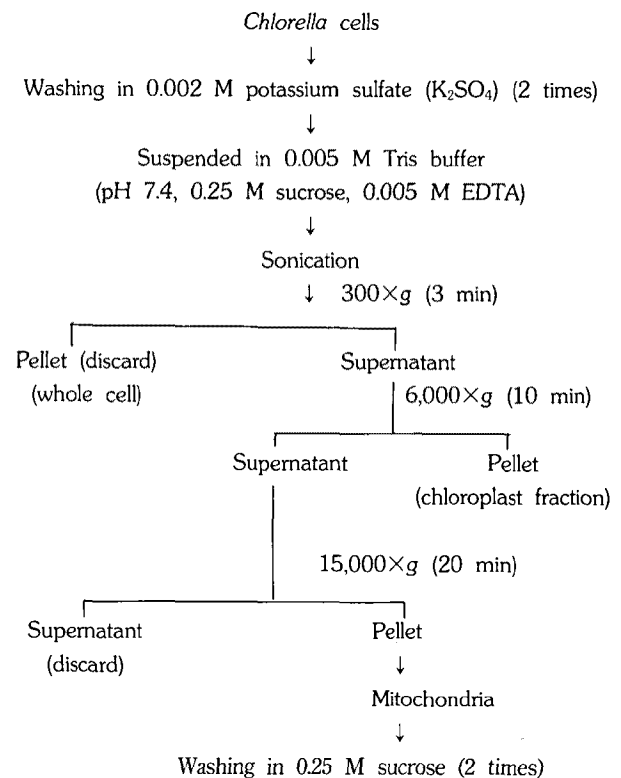 Chlorella cells
↓
Washing in 0.002 M potassium sulfate (K₂SO₄) (2 times)
↓
Suspended in 0.005 M Tris buffer
(pH 7.4, 0.25 M sucrose, 0.005 M EDTA)
↓
Sonication
↓ 300×g (3 min)
Pellet (discard) Supernatant
(whole cell) 6,000×g (10 min)
Supernatant Pellet
(chloroplast fraction)
15,000×g (20 min)
Supernatant Pellet
(discard) ↓
Mitochondria
↓
Washing in 0.25 M sucrose (2 times)